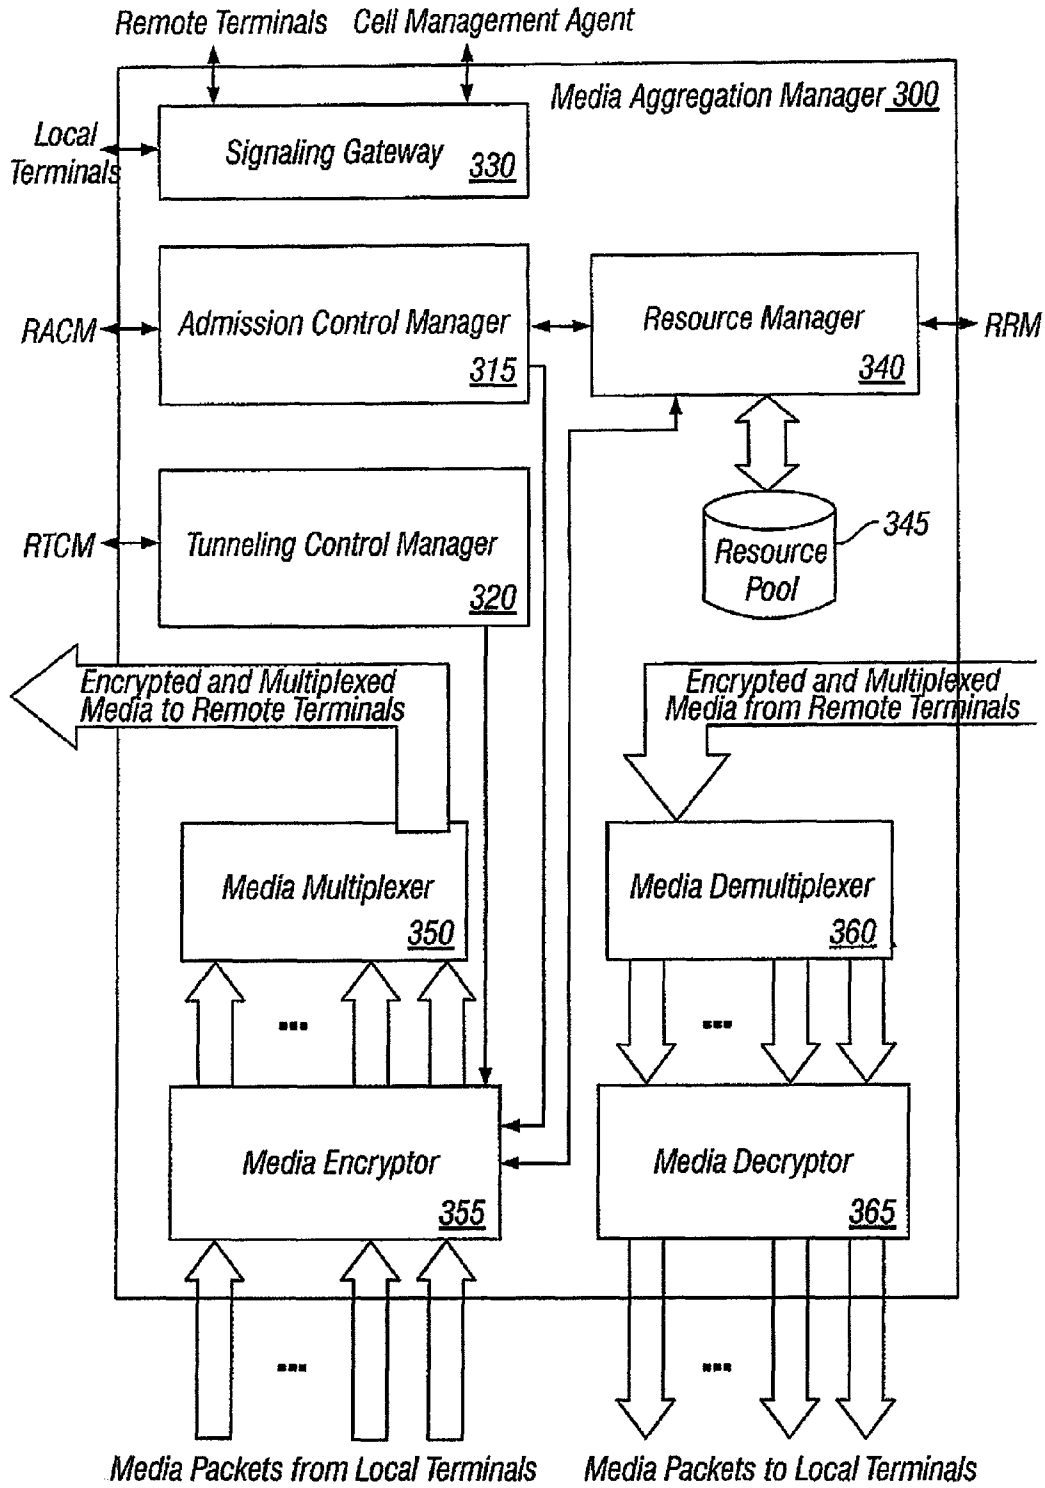 Remote Terminals
Cell Management Agent
Media Aggregation Manager 300
Local
Terminals
Signaling Gateway
330
RACM
Admission Control Manager
315
Resource Manager
340
RRM
RTCM
Tunneling Control Manager
320
345
Resource
Pool
Encrypted and Multiplexed
Media to Remote Terminals
Encrypted and Multiplexed
Media from Remote Terminals
Media Multiplexer
350
Media Demultiplexer
360
...
...
Media Encryptor
355
Media Decryptor
365
...
...
Media Packets from Local Terminals
Media Packets to Local Terminals